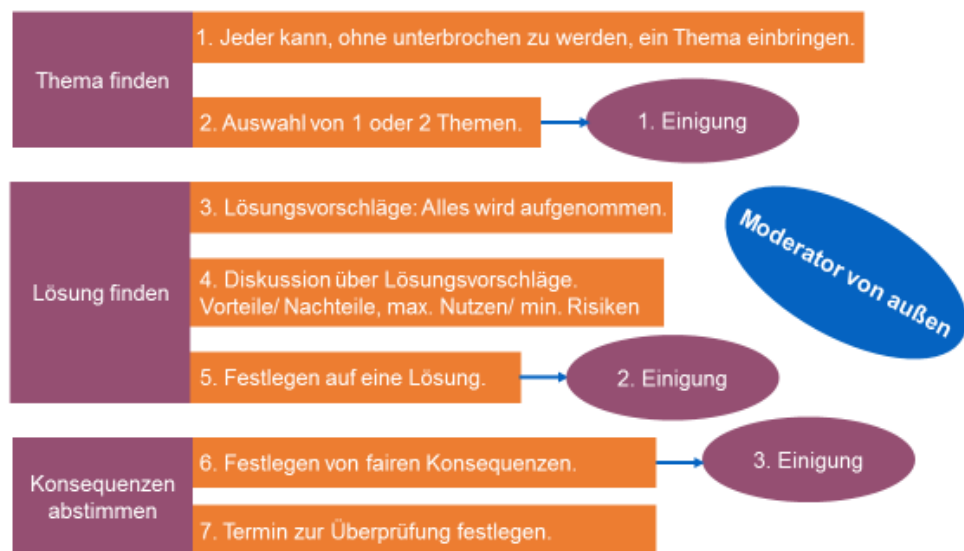 Thema finden
1. Jeder kann, ohne unterbrochen zu werden, ein Thema einbringen.
2. Auswahl von 1 oder 2 Themen.
1. Einigung
Lösung finden
3. Lösungsvorschläge: Alles wird aufgenommen.
4. Diskussion über Lösungsvorschläge.
Vorteile/ Nachteile, max. Nutzen/ min. Risiken
5. Festlegen auf eine Lösung.
2. Einigung
Moderator von außen
Konsequenzen
abstimmen
6. Festlegen von fairen Konsequenzen.
3. Einigung
7. Termin zur Überprüfung festlegen.